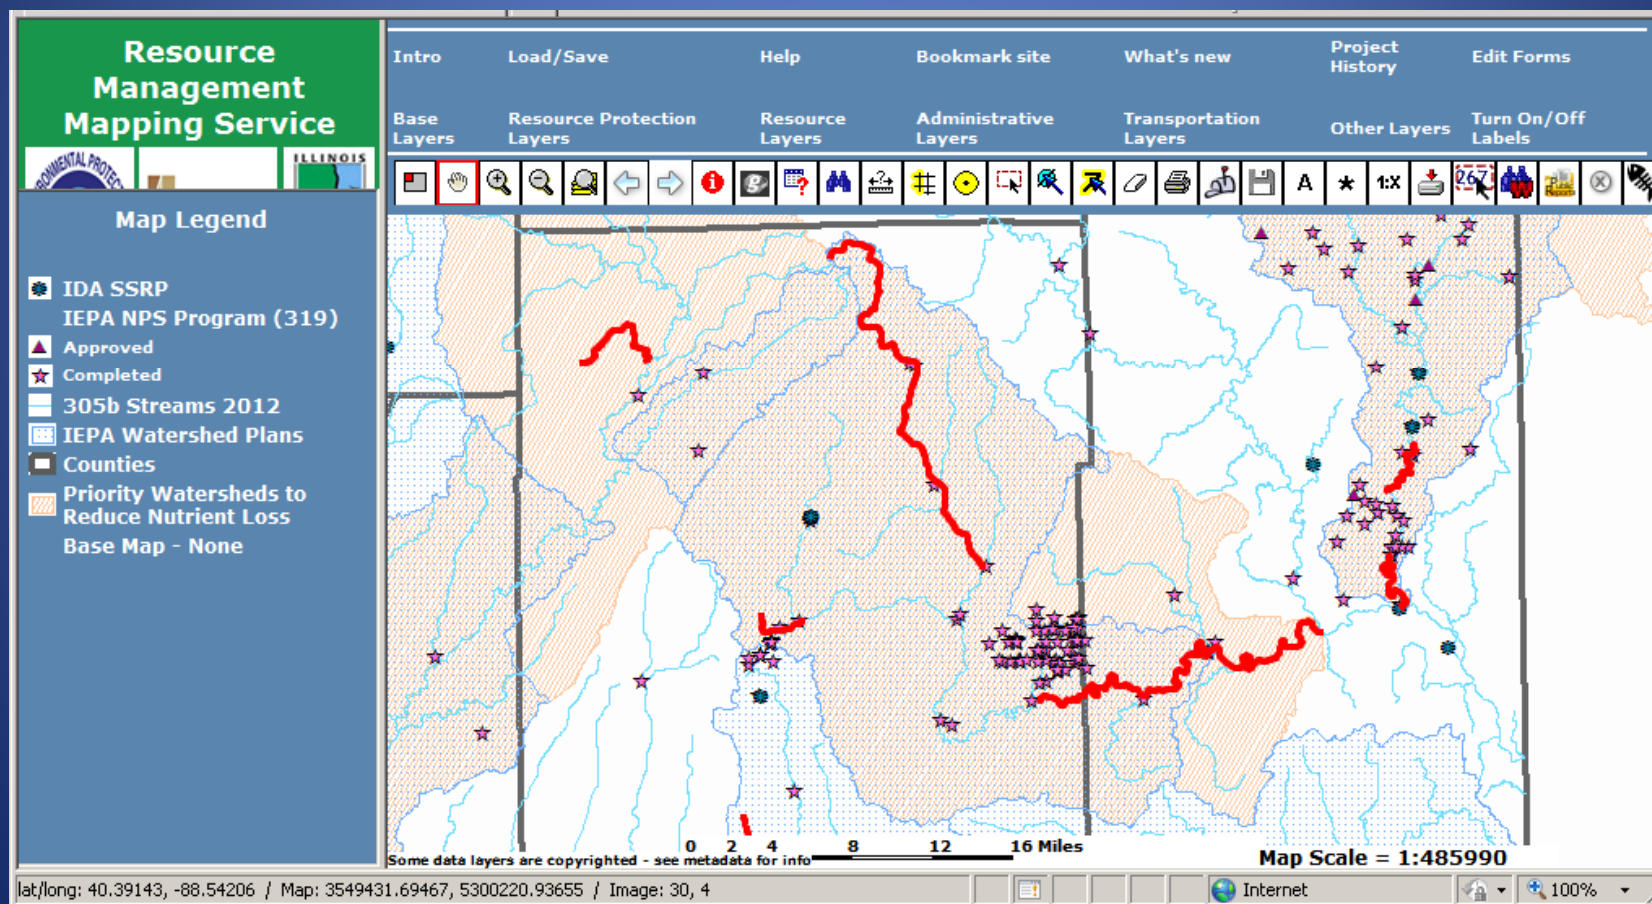 Resource
Management
Mapping Service
ILLINOIS
Intro
Load/Save
Help
Bookmark site
What's new
Project
History
Edit Forms
Base
Layers
Resource Protection
Layers
Resource
Layers
Administrative
Layers
Transportation
Layers
Other Layers
Turn On/Off
Labels
A
1:X
267
Map Legend
IDA SSRP
IEPA NPS Program (319)
Approved
Completed
305b Streams 2012
IEPA Watershed Plans
Counties
Priority Watersheds to
Reduce Nutrient Loss
Base Map - None
0 2 4 8 12 16 Miles
Some data layers are copyrighted - see metadata for info
Map Scale = 1:485990
lat/long: 40.39143, -88.54206 / Map: 3549431.69467, 5300220.93655 / Image: 30, 4
Internet
100%